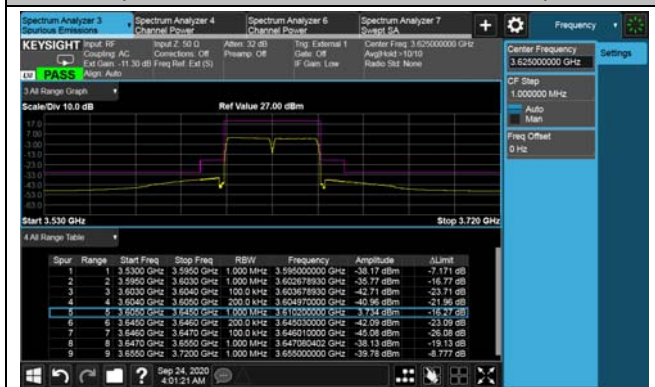 Spectrum Analyzer 3
Spurious Emissions
Spectrum Analyzer 4
Channel Power
Spectrum Analyzer 6
Channel Power
Spectrum Analyzer 7
Swept SA
Frequency
KEYSIGHT Input: RF
Coupling: AC
Ext Gain: -11.30 dB
Align: Auto
PASS
Input Z: 50 Ω
Corrections: Off
Freq Ref: Ext (S)
Atten: 32 dB
Preamp: Off
Trig: External 1
Gate: Off
IF Gain: Low
Center Freq: 3.625000000 GHz
Avg|Hold:>10/10
Radio Std: None
Center Frequency
3.625000000 GHz
Settings
CF Step
1.000000 MHz
Auto
Man
Freq Offset
0 Hz
3 All Range Graph
Scale/Div 10.0 dB
Ref Value 27.00 dBm
17.0
7.00
-3.00
-13.0
-23.0
-33.0
-43.0
-53.0
-63.0
Start 3.530 GHz
Stop 3.720 GHz
4 All Range Table
Spur Range Start Freq Stop Freq RBW Frequency Amplitude ΔLimit
1 1 3.5300 GHz 3.5950 GHz 1.000 MHz 3.595000000 GHz -38.17 dBm -7.171 dB
2 2 3.5950 GHz 3.6030 GHz 1.000 MHz 3.602678930 GHz -35.77 dBm -16.77 dB
3 3 3.6030 GHz 3.6040 GHz 100.0 kHz 3.603678930 GHz -42.71 dBm -23.71 dB
4 4 3.6040 GHz 3.6050 GHz 200.0 kHz 3.604970000 GHz -40.96 dBm -21.96 dB
5 5 3.6050 GHz 3.6450 GHz 1.000 MHz 3.610200000 GHz 3.734 dBm -16.27 dB
6 6 3.6450 GHz 3.6460 GHz 200.0 kHz 3.645030000 GHz -42.09 dBm -23.09 dB
7 7 3.6460 GHz 3.6470 GHz 100.0 kHz 3.646010000 GHz -45.08 dBm -26.08 dB
8 8 3.6470 GHz 3.6550 GHz 1.000 MHz 3.647080402 GHz -38.13 dBm -19.13 dB
9 9 3.6550 GHz 3.7200 GHz 1.000 MHz 3.655000000 GHz -39.78 dBm -8.777 dB
Sep 24, 2020
4:01:21 AM